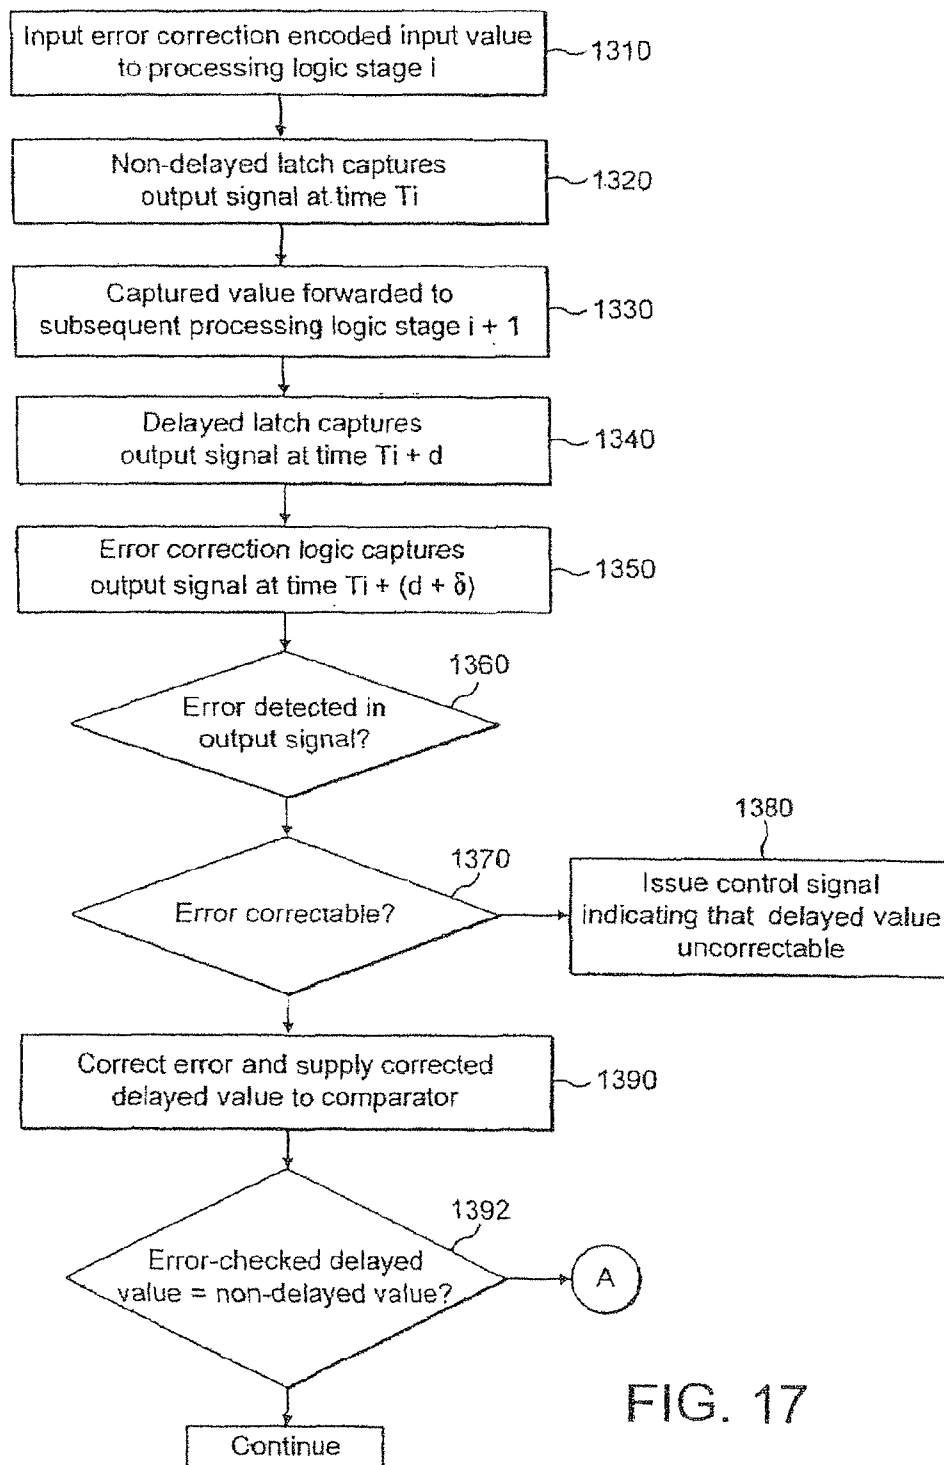 Input error correction encoded input value
to processing logic stage i
1310
Non-delayed latch captures
output signal at time Ti
1320
Captured value forwarded to
subsequent processing logic stage i + 1
1330
Delayed latch captures
output signal at time Ti + d
1340
Error correction logic captures
output signal at time Ti + (d + δ)
1350
1360
Error detected in
output signal?
1370
Error correctable?
1380
Issue control signal
indicating that delayed value
uncorrectable
Correct error and supply corrected
delayed value to comparator
1390
1392
Error-checked delayed
value = non-delayed value?
A
Continue
FIG. 17